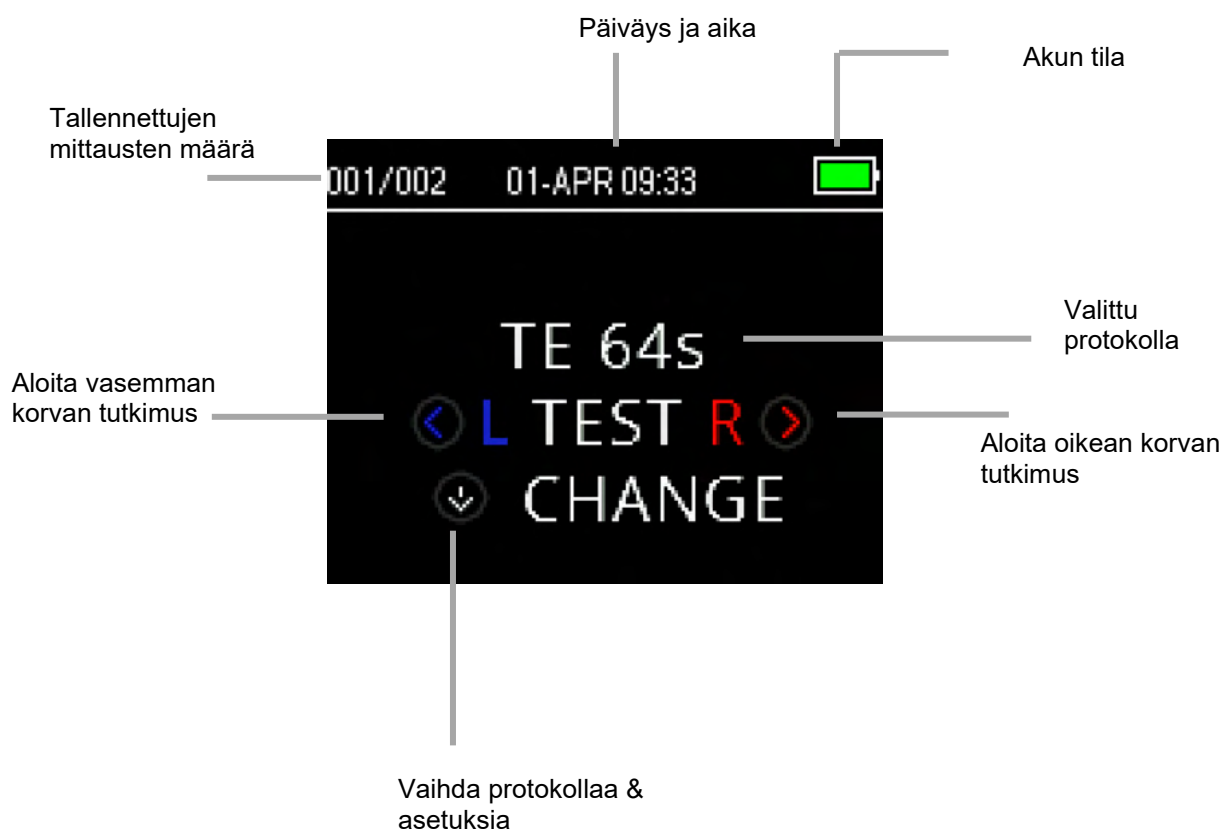 Päiväys ja aika
Akun tila
Tallennettujen
mittausten määrä
001/002 01-APR 09:33
Valittu
protokolla
TE 64s
Aloita vasemman
korvan tutkimus
L TEST R
Aloita oikean korvan
tutkimus
CHANGE
Vaihda protokollaa &
asetuksia